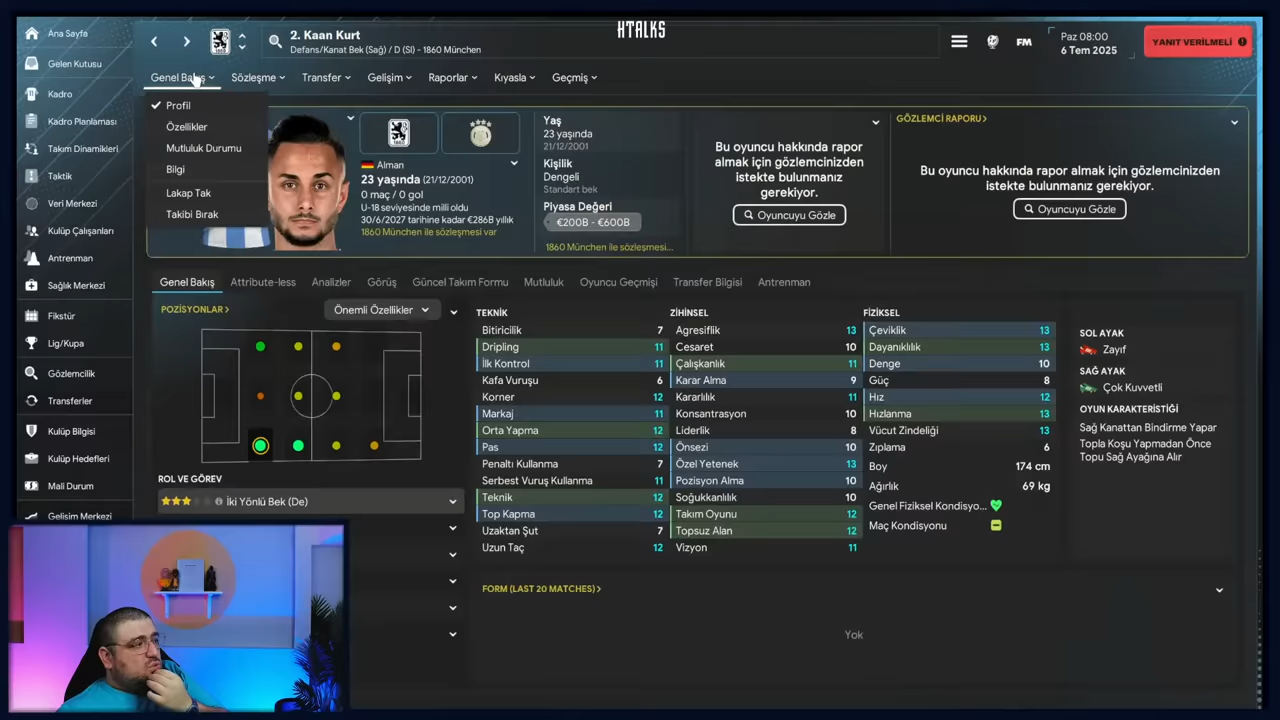 HTALKS
Ana Sayfa
Gelen Kutusu
Kadro
Kadro Planlaması
Takım Dinamikleri
Taktik
Veri Merkezi
Kulüp Çalışanları
Antrenman
Sağlık Merkezi
Fikstür
Lig/Kupa
Gözlemcilik
Transferler
Kulüp Bilgisi
Kulüp Hedefleri
Mali Durum
Gelişim Merkezi
2. Kaan Kurt
Defans/Kanat Bek (Sağ) / D (Sl) - 1860 München
FM
Paz 08:00
6 Tem 2025
YANIT VERİLMELİ
Genel Bakış
Sözleşme
Transfer
Gelişim
Raporlar
Kıyasla
Geçmiş
Profil
Özellikler
Mutluluk Durumu
Bilgi
Lakap Tak
Takibi Bırak
Alman
23 yaşında (21/12/2001)
0 maç / 0 gol
U-18 seviyesinde milli oldu
30/6/2027 tarihine kadar €286B yıllık
1860 München ile sözleşmesi var
Yaş
23 yaşında
21/12/2001
Kişilik
Dengeli
Standart bek
Piyasa Değeri
€200B - €600B
1860 München ile sözleşmesi...
Bu oyuncu hakkında rapor
almak için gözlemcinizden
istekte bulunmanız
gerekiyor.
Oyuncuyu Gözle
GÖZLEMCİ RAPORU >
Bu oyuncu hakkında rapor almak için gözlemcinizden
istekte bulunmanız gerekiyor.
Oyuncuyu Gözle
Genel Bakış
Attribute-less
Analizler
Görüş
Güncel Takım Formu
Mutluluk
Oyuncu Geçmişi
Transfer Bilgisi
Antrenman
POZİSYONLAR >
Önemli Özellikler
ROL VE GÖREV
İki Yönlü Bek (De)
TEKNİK
Bitiricilik 7
Dripling 11
İlk Kontrol 11
Kafa Vuruşu 6
Korner 12
Markaj 11
Orta Yapma 12
Pas 12
Penaltı Kullanma 7
Serbest Vuruş Kullanma 11
Teknik 12
Top Kapma 12
Uzaktan Şut 7
Uzun Taç 12
ZİHİNSEL
Agresiflik 13
Cesaret 10
Çalışkanlık 11
Karar Alma 9
Kararlılık 11
Konsantrasyon 10
Liderlik 8
Önsezi 10
Özel Yetenek 13
Pozisyon Alma 10
Soğukkanlılık 10
Takım Oyunu 12
Topsuz Alan 12
Vizyon 11
FİZİKSEL
Çeviklik 13
Dayanıklılık 13
Denge 10
Güç 8
Hız 12
Hızlanma 13
Vücut Zindeliği 13
Zıplama 6
Boy 174 cm
Ağırlık 69 kg
Genel Fiziksel Kondisyo...
Maç Kondisyonu
SOL AYAK
Zayıf
SAĞ AYAK
Çok Kuvvetli
OYUN KARAKTERİSTİĞİ
Sağ Kanattan Bindirme Yapar
Topla Koşu Yapmadan Önce
Topu Sağ Ayağına Alır
FORM (LAST 20 MATCHES) >
Yok